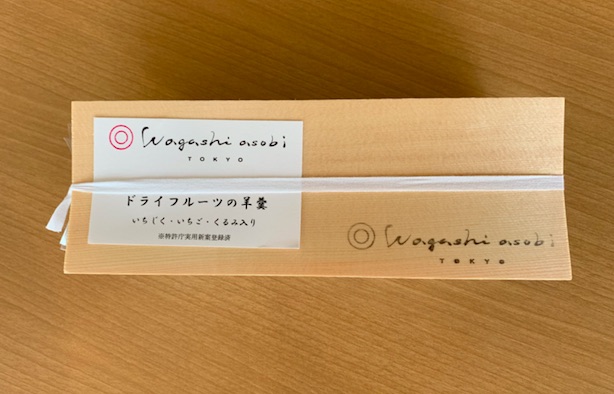 wagashi asobi
TOKYO
ドライフルーツの羊羹
いちじく・いちご・くるみ入り
※特許庁実用新案登録済
wagashi asobi
TOKYO